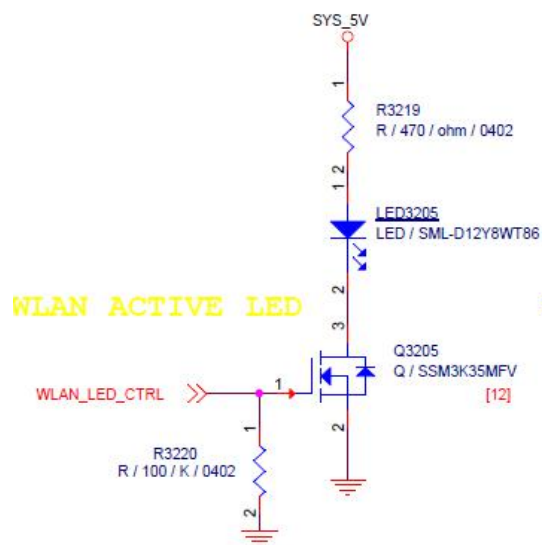 SYS_5V
1
R3219
R / 470 / ohm / 0402
2
1
LED3205
LED / SML-D12Y8WT86
2
WLAN ACTIVE LED
3
Q3205
Q / SSM3K35MFV
WLAN_LED_CTRL
1
[12]
1
2
R3220
R / 100 / K / 0402
2